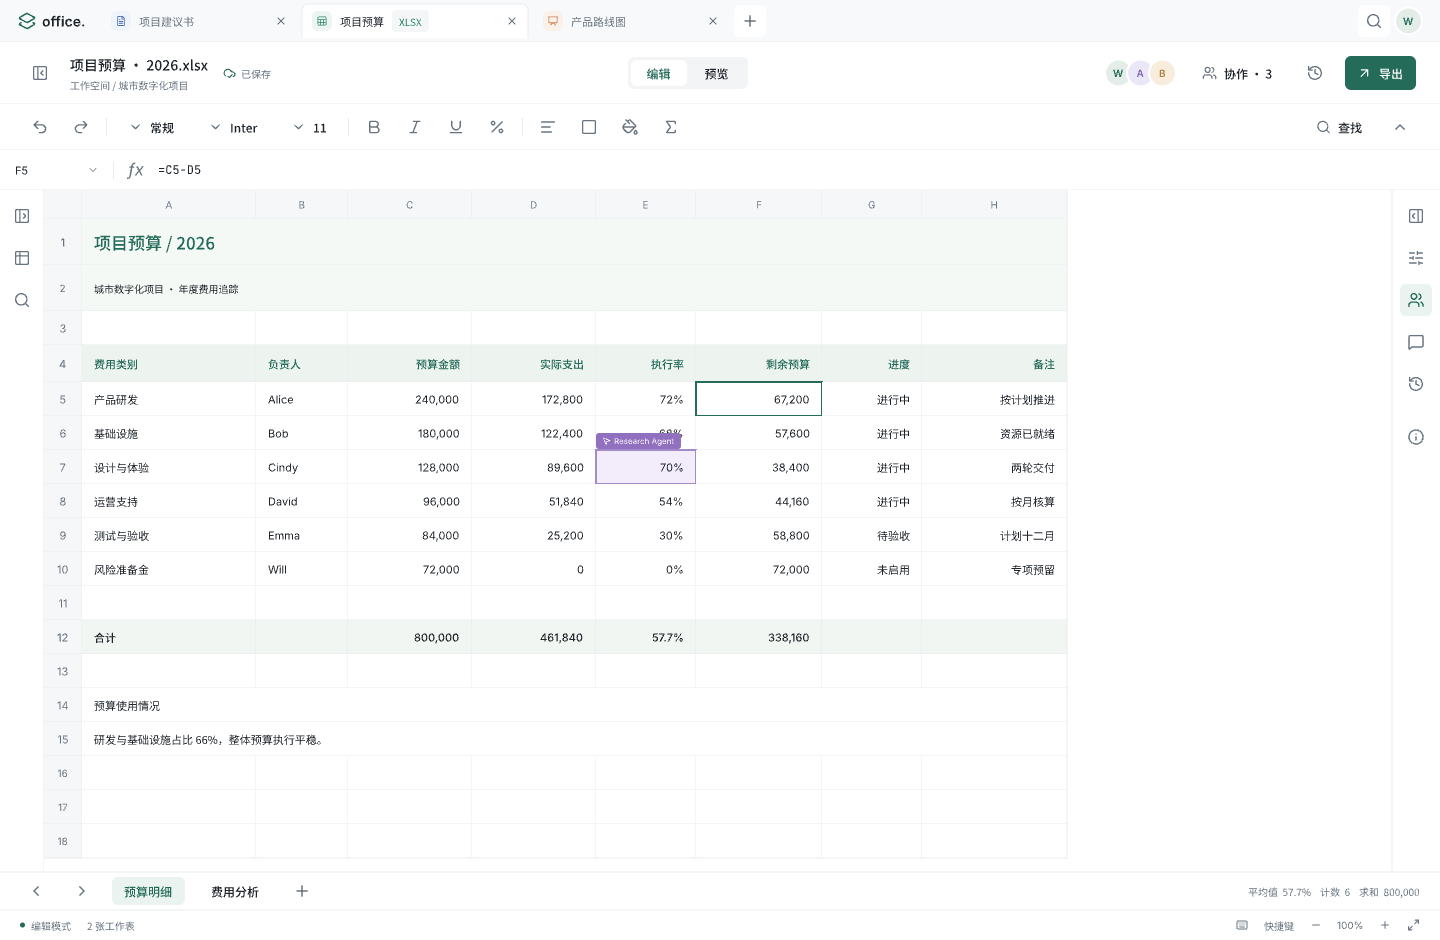 office.
项目建议书
项目预算 XLSX
产品路线图
W
项目预算 · 2026.xlsx
已保存
工作空间 / 城市数字化项目
编辑 预览
W A B
协作 · 3
导出
常规 Inter 11
查找
F5 fx =C5-D5
A B C D E F G H
1 项目预算 / 2026
2 城市数字化项目 · 年度费用追踪
3
4 费用类别 负责人 预算金额 实际支出 执行率 剩余预算 进度 备注
5 产品研发 Alice 240,000 172,800 72% 67,200 进行中 按计划推进
6 基础设施 Bob 180,000 122,400 68% 57,600 进行中 资源已就绪
Research Agent
7 设计与体验 Cindy 128,000 89,600 70% 38,400 进行中 两轮交付
8 运营支持 David 96,000 51,840 54% 44,160 进行中 按月核算
9 测试与验收 Emma 84,000 25,200 30% 58,800 待验收 计划十二月
10 风险准备金 Will 72,000 0 0% 72,000 未启用 专项预留
11
12 合计 800,000 461,840 57.7% 338,160
13
14 预算使用情况
15 研发与基础设施占比 66%，整体预算执行平稳。
16
17
18
预算明细 费用分析
平均值 57.7% 计数 6 求和 800,000
编辑模式 2 张工作表
快捷键 100%